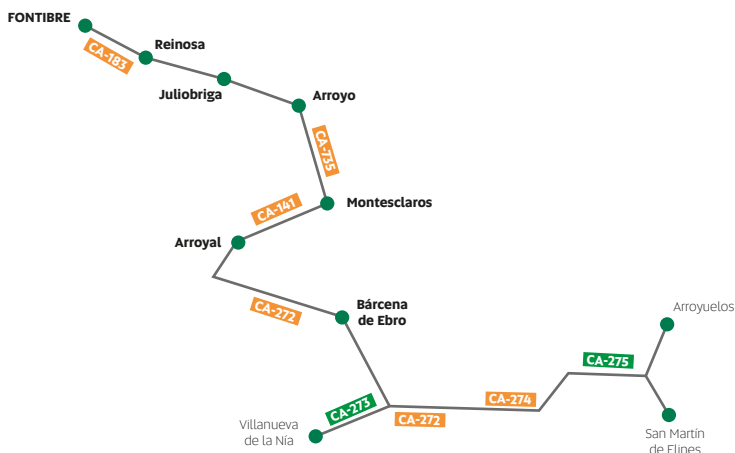 FONTIBRE
CA-183
Reinosa
Juliobriga
Arroyo
CA-735
Montesclaros
CA-141
Arroyal
CA-272
Bárcena
de Ebro
Arroyuelos
CA-275
CA-274
CA-273
CA-272
Villanueva
de la Nía
San Martín
de Elines